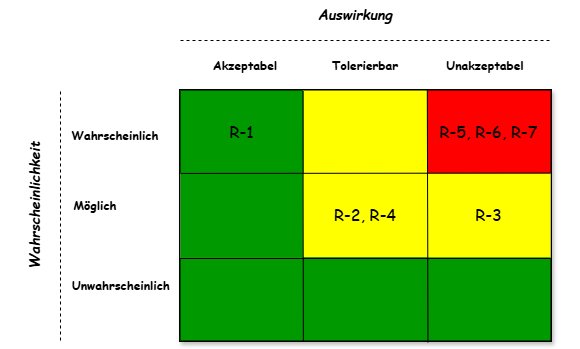 Auswirkung
Akzeptabel Tolerierbar Unakzeptabel
Wahrscheinlichkeit
Wahrscheinlich R-1 R-5, R-6, R-7
Möglich R-2, R-4 R-3
Unwahrscheinlich